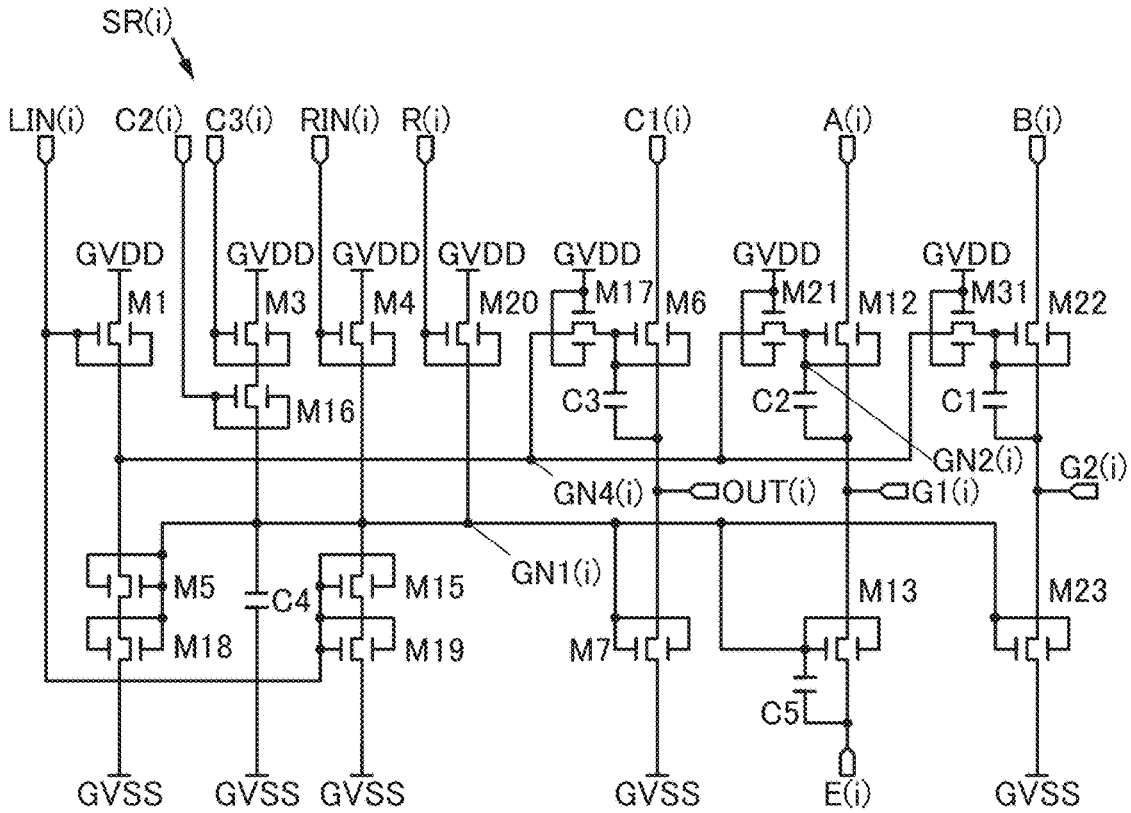 SR(i)
LIN(i) C2(i) C3(i) RIN(i) R(i) C1(i) A(i) B(i)
GVDD GVDD GVDD GVDD GVDD GVDD GVDD
M1 M3 M4 M20 M17 M6 M21 M12 M31 M22
M16 C3 C2 C1
GN4(i) OUT(i) GN2(i) G1(i) G2(i)
GN1(i)
M5 C4 M15 M13 M23
M18 M19 M7
C5
GVSS GVSS GVSS GVSS E(i) GVSS